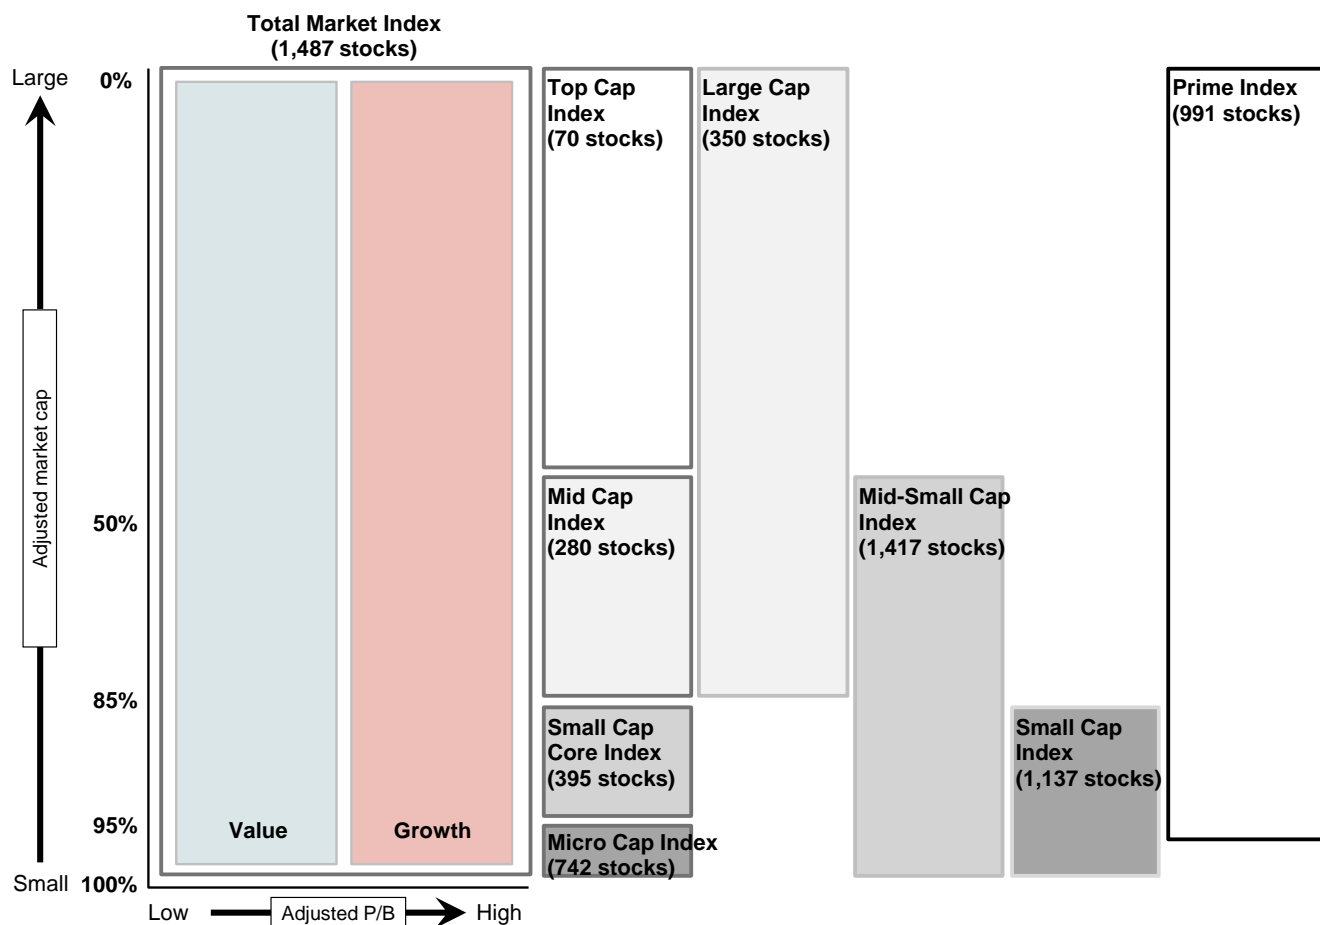 Total Market Index
(1,487 stocks)
Large
0%
Top Cap
Index
(70 stocks)
Large Cap
Index
(350 stocks)
Prime Index
(991 stocks)
Adjusted market cap
50%
Mid Cap
Index
(280 stocks)
Mid-Small Cap
Index
(1,417 stocks)
85%
Small Cap
Core Index
(395 stocks)
Small Cap
Index
(1,137 stocks)
95%
Value
Growth
Micro Cap Index
(742 stocks)
Small
100%
Low
Adjusted P/B
High